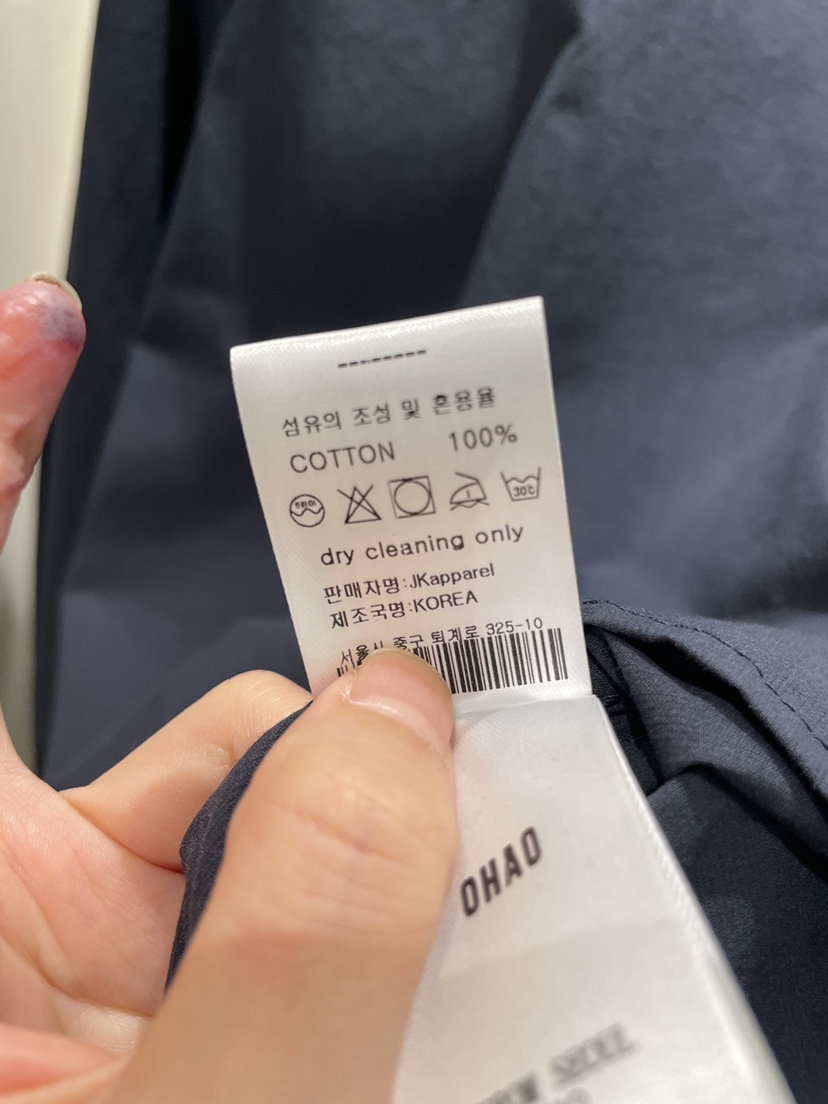 섬유의 조성 및 혼용율
COTTON 100%
30℃
dry cleaning only
판매자명:JKapparel
제조국명:KOREA
서울시 중구 퇴계로 325-10
OHAO